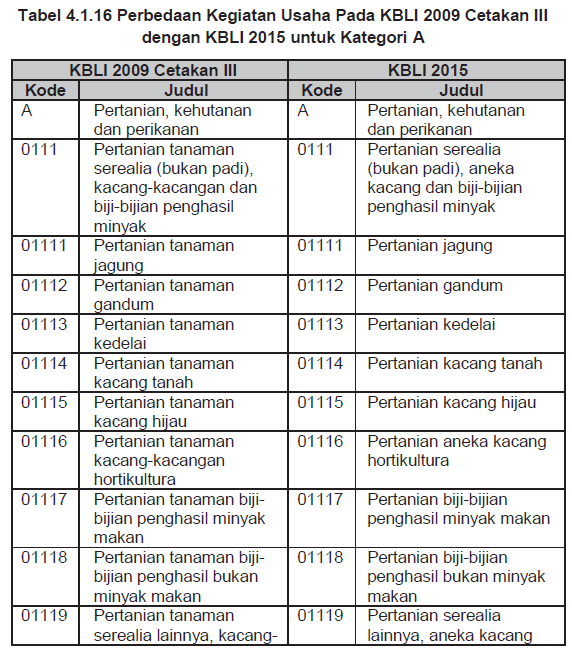 Tabel 4.1.16 Perbedaan Kegiatan Usaha Pada KBLI 2009 Cetakan III
dengan KBLI 2015 untuk Kategori A
KBLI 2009 Cetakan III KBLI 2015
Kode Judul Kode Judul
A Pertanian, kehutanan A Pertanian, kehutanan
dan perikanan dan perikanan
0111 Pertanian tanaman 0111 Pertanian serealia
serealia (bukan padi), (bukan padi), aneka
kacang-kacangan dan kacang dan biji-bijian
biji-bijian penghasil penghasil minyak
minyak
01111 Pertanian tanaman 01111 Pertanian jagung
jagung
01112 Pertanian tanaman 01112 Pertanian gandum
gandum
01113 Pertanian tanaman 01113 Pertanian kedelai
kedelai
01114 Pertanian tanaman 01114 Pertanian kacang tanah
kacang tanah
01115 Pertanian tanaman 01115 Pertanian kacang hijau
kacang hijau
01116 Pertanian tanaman 01116 Pertanian aneka kacang
kacang-kacangan hortikultura
hortikultura
01117 Pertanian tanaman biji- 01117 Pertanian biji-bijian
bijian penghasil minyak penghasil minyak makan
makan
01118 Pertanian tanaman biji- 01118 Pertanian biji-bijian
bijian penghasil bukan penghasil bukan minyak
minyak makan makan
01119 Pertanian tanaman 01119 Pertanian serealia
serealia lainnya, kacang- lainnya, aneka kacang